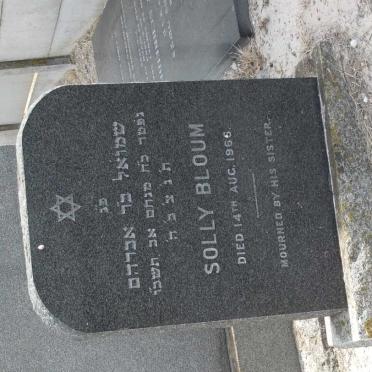 פ נ
שמואל בר אברהם
נפטר כח מנחם אב תשכו
ת נ צ ב ה
SOLLY BLOUM
DIED 14TH AUG. 1966
MOURNED BY HIS SISTER.